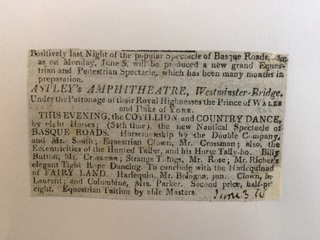 Positively last Night of the popular Spectacle of Basque Roads,
as on Monday, June 5, will be produced a new grand Eques-
trian and Pedestrian Spectacle, which has been many months in
preparation.
ASTLEY's AMPHITHEATRE, Westminster-Bridge,
Under the Patronage of their Royal Highnesses the Prince of WALES
and Duke of YORK.
THIS EVENING, the COTILLION and COUNTRY DANCE,
by eight Horses; (54th time), the new Nautical Spectacle of
BASQUE ROADS. Horsemanship by the Double Company,
and Mr. Smith; Equestrian Clown, Mr. Crossman; also, the
Eccentricities of the Hunted Tailor, and his Horse Tally-ho. Billy
Button, Mr. Crossman; Strange Things, Mr. Rose; Mr. Richer's
elegant Tight Rope Dancing. To conclude with the Harlequinad
of FAIRY LAND. Harlequin, Mr. Bologna, jun. Clown,
Laurent; and Columbine, Mrs. Parker. Second price, half-p
eight. Equestrian Tuition by able Masters.
June 3